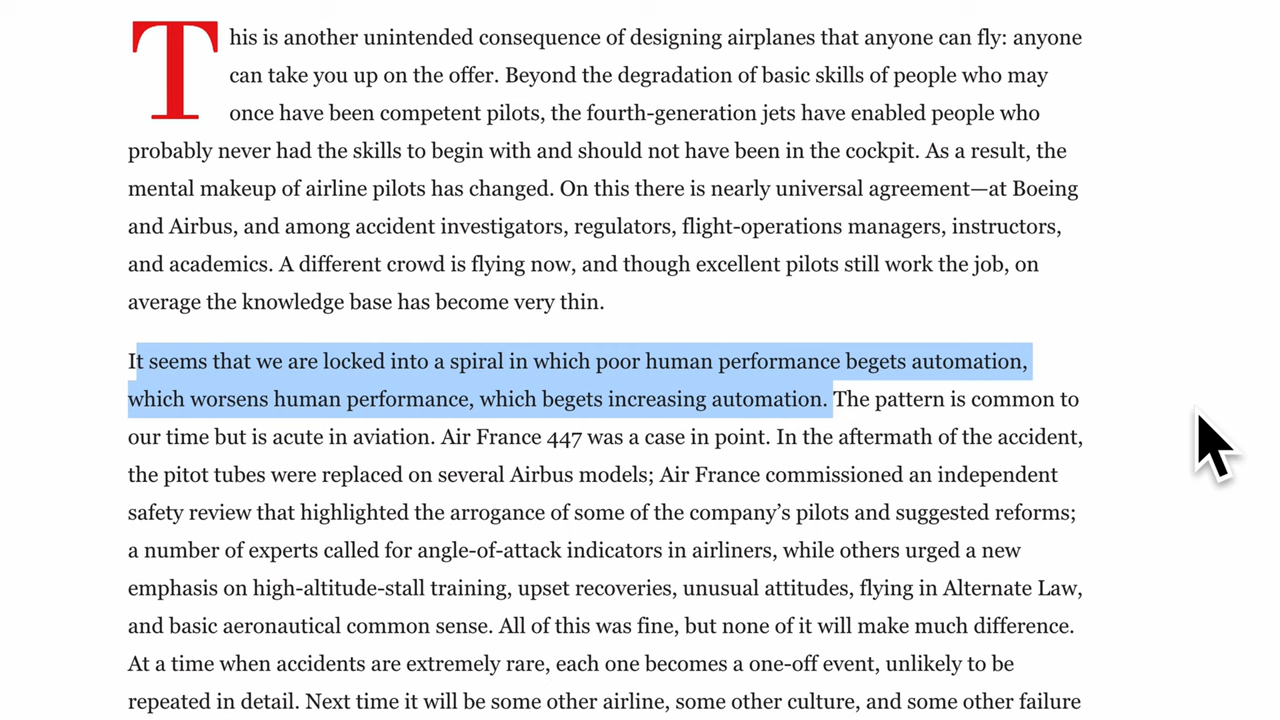 This is another unintended consequence of designing airplanes that anyone can fly: anyone
can take you up on the offer. Beyond the degradation of basic skills of people who may
once have been competent pilots, the fourth-generation jets have enabled people who
probably never had the skills to begin with and should not have been in the cockpit. As a result, the
mental makeup of airline pilots has changed. On this there is nearly universal agreement—at Boeing
and Airbus, and among accident investigators, regulators, flight-operations managers, instructors,
and academics. A different crowd is flying now, and though excellent pilots still work the job, on
average the knowledge base has become very thin.
It seems that we are locked into a spiral in which poor human performance begets automation,
which worsens human performance, which begets increasing automation. The pattern is common to
our time but is acute in aviation. Air France 447 was a case in point. In the aftermath of the accident,
the pitot tubes were replaced on several Airbus models; Air France commissioned an independent
safety review that highlighted the arrogance of some of the company’s pilots and suggested reforms;
a number of experts called for angle-of-attack indicators in airliners, while others urged a new
emphasis on high-altitude-stall training, upset recoveries, unusual attitudes, flying in Alternate Law,
and basic aeronautical common sense. All of this was fine, but none of it will make much difference.
At a time when accidents are extremely rare, each one becomes a one-off event, unlikely to be
repeated in detail. Next time it will be some other airline, some other culture, and some other failure